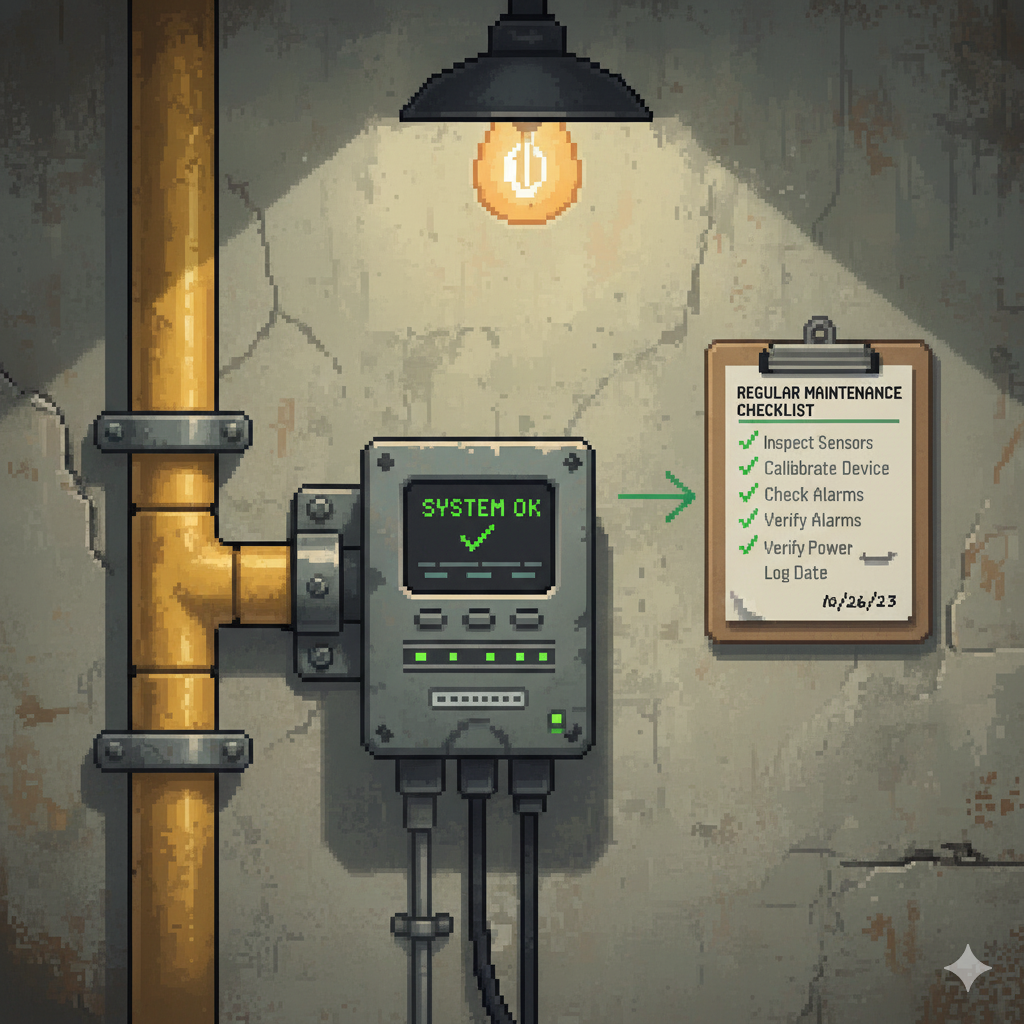 SYSTEM OK
REGULAR MAINTENANCE
CHECKLIST
Inspect Sensors
Callibrate Device
Check Alarms
Verify Alarms
Verify Power
Log Date
10/26/23